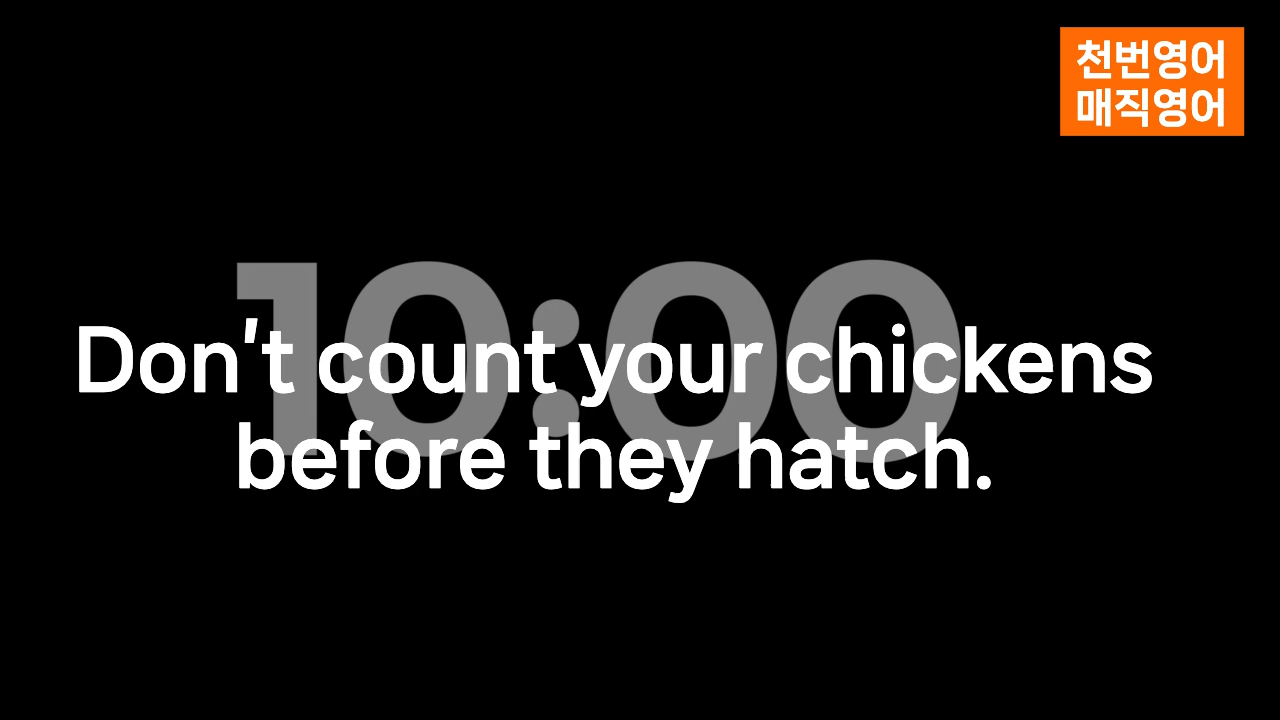 천번영어
매직영어
10:00
Don't count your chickens
before they hatch.